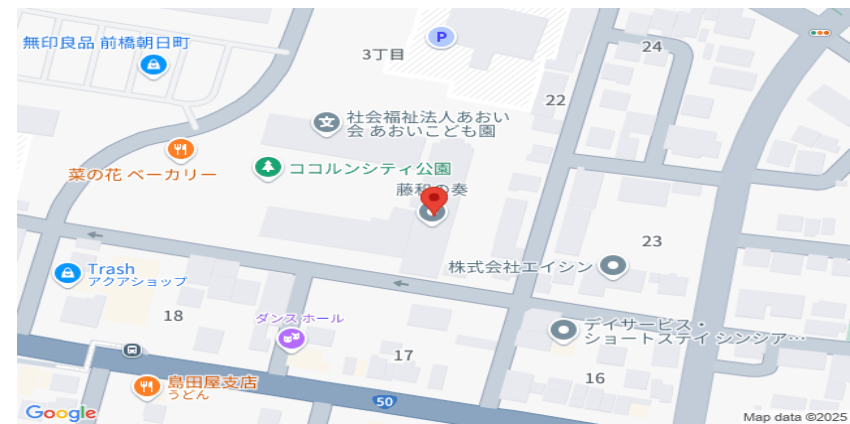 無印良品 前橋朝日町
P
3丁目
24
22
社会福祉法人あおい
会 あおいこども園
菜の花 ベーカリー
ココルンシティ公園
藤和の奏
23
株式会社エイシン
Trash
アクアショップ
18
ダンス ホール
デイサービス・
ショートステイ シンシア…
17
16
島田屋支店
うどん
50
Google
Map data ©2025